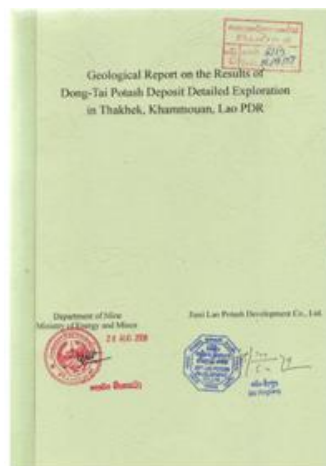 Geological Report on the Results of
Dong-Tai Potash Deposit Detailed Exploration
in Thakhek, Khammouan, Lao PDR
Department of Mine
Ministry of Energy and Mines
Lao Potash Development Co., Ltd.
AUG